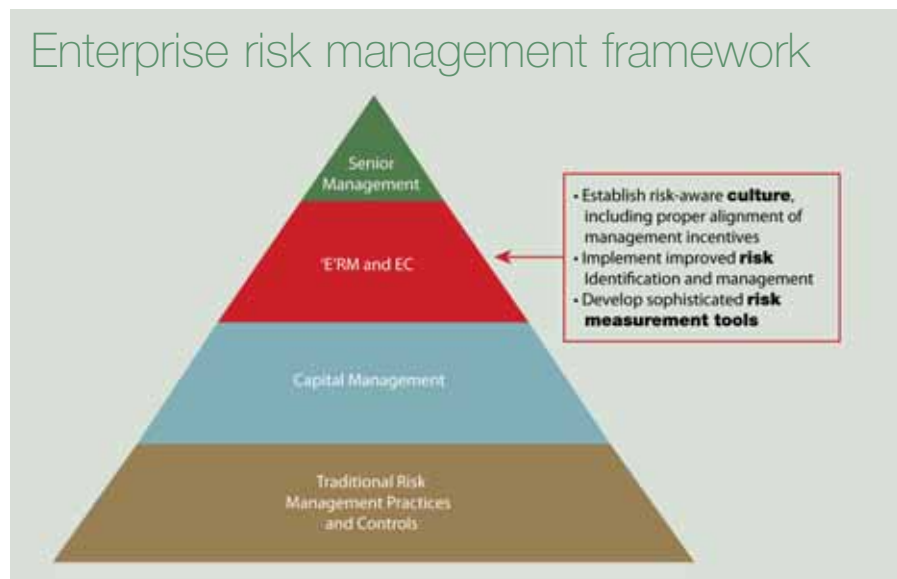 Enterprise risk management framework
Senior
Management
'E'RM and EC
• Establish risk-aware culture,
including proper alignment of
management incentives
• Implement improved risk
Identification and management
• Develop sophisticated risk
measurement tools
Capital Management
Traditional Risk
Management Practices
and Controls